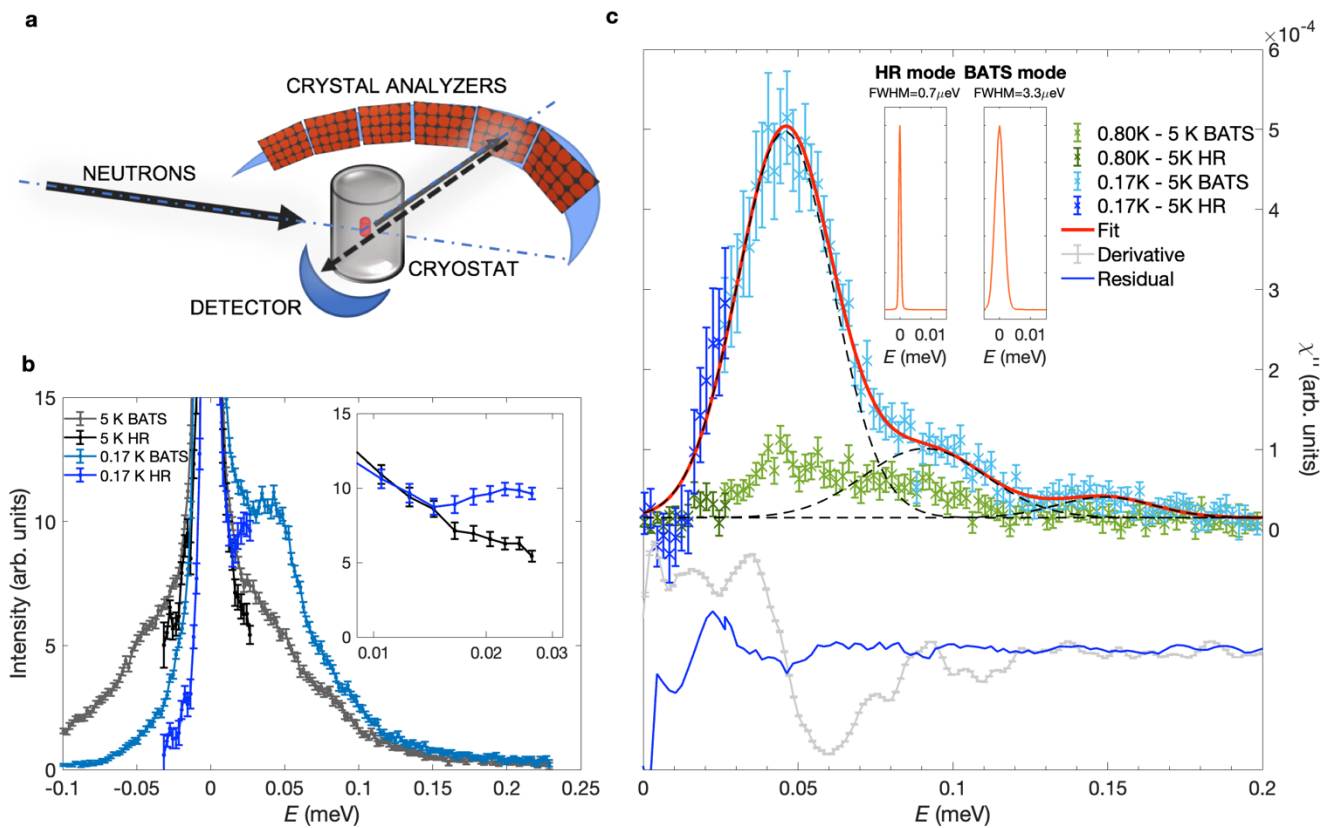 a
CRYSTAL ANALYZERS
NEUTRONS
CRYOSTAT
DETECTOR
b
15
10
5
0
Intensity (arb. units)
5 K BATS
5 K HR
0.17 K BATS
0.17 K HR
15
10
5
0
0.01 0.02 0.03
-0.1 -0.05 0 0.05 0.1 0.15 0.2 0.25
E (meV)
c
×10⁻⁴
6
5
4
3
2
1
0
χ'' (arb. units)
HR mode
FWHM=0.7μeV
0 0.01
E (meV)
BATS mode
FWHM=3.3μeV
0 0.01
E (meV)
0.80K - 5 K BATS
0.80K - 5K HR
0.17K - 5K BATS
0.17K - 5K HR
Fit
Derivative
Residual
0 0.05 0.1 0.15 0.2
E (meV)